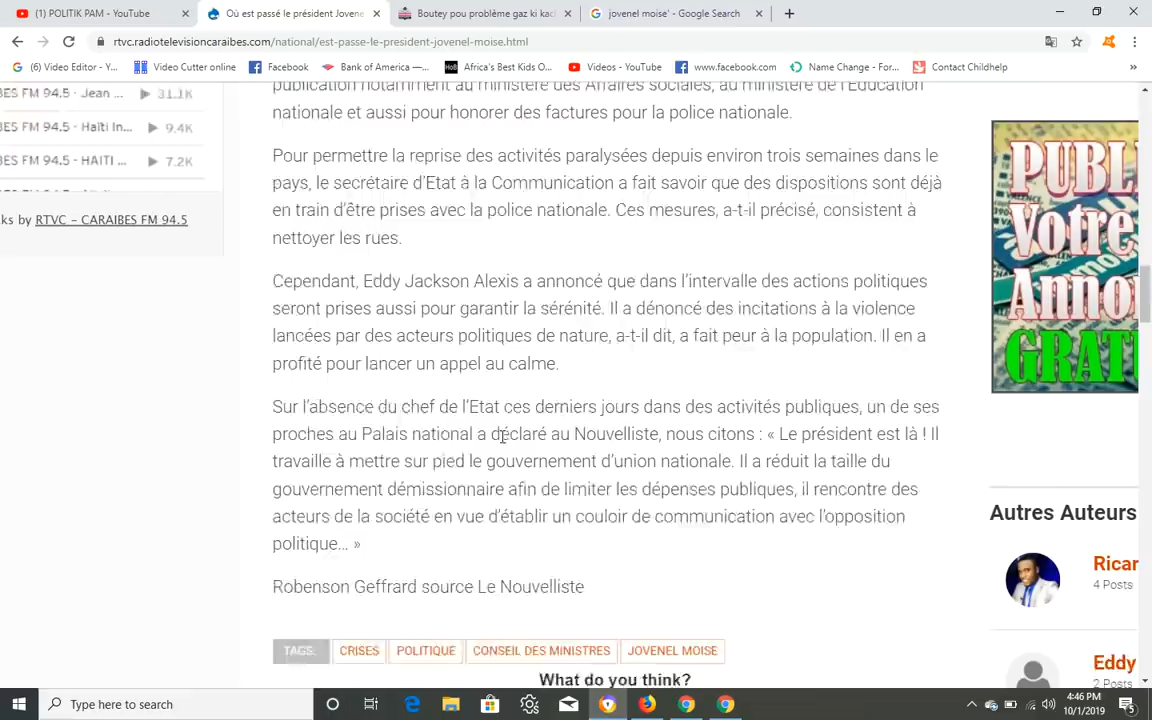 (1) POLITIK PAM - YouTube
Où est passé le président Jovene
Boutey pou problème gaz ki kach
jovenel moise' - Google Search
rtvc.radiotelevisioncaraibes.com/national/est-passe-le-president-jovenel-moise.html
(6) Video Editor - Y...
Video Cutter online
Facebook
Bank of America —...
Africa's Best Kids O...
Videos - YouTube
www.facebook.com
Name Change - For...
Contact Childhelp
»
BES FM 94.5 - Jean ... 31.1K
BES FM 94.5 - Haïti In... 9.4K
BES FM 94.5 - HAITI ... 7.2K
ks by RTVC – CARAIBES FM 94.5
publication notamment au ministère des Affaires sociales, au ministère de l'Education
nationale et aussi pour honorer des factures pour la police nationale.
Pour permettre la reprise des activités paralysées depuis environ trois semaines dans le
pays, le secrétaire d'Etat à la Communication a fait savoir que des dispositions sont déjà
en train d'être prises avec la police nationale. Ces mesures, a-t-il précisé, consistent à
nettoyer les rues.
Cependant, Eddy Jackson Alexis a annoncé que dans l'intervalle des actions politiques
seront prises aussi pour garantir la sérénité. Il a dénoncé des incitations à la violence
lancées par des acteurs politiques de nature, a-t-il dit, a fait peur à la population. Il en a
profité pour lancer un appel au calme.
Sur l'absence du chef de l'Etat ces derniers jours dans des activités publiques, un de ses
proches au Palais national a déclaré au Nouvelliste, nous citons : « Le président est là ! Il
travaille à mettre sur pied le gouvernement d'union nationale. Il a réduit la taille du
gouvernement démissionnaire afin de limiter les dépenses publiques, il rencontre des
acteurs de la société en vue d'établir un couloir de communication avec l'opposition
politique... »
Robenson Geffrard source Le Nouvelliste
TAGS: CRISES POLITIQUE CONSEIL DES MINISTRES JOVENEL MOISE
What do you think?
PUBLI
Votre
Anno
GRAT
Autres Auteurs
Ricar
4 Posts
Eddy
2 Posts
Type here to search
4:46 PM
10/1/2019
5